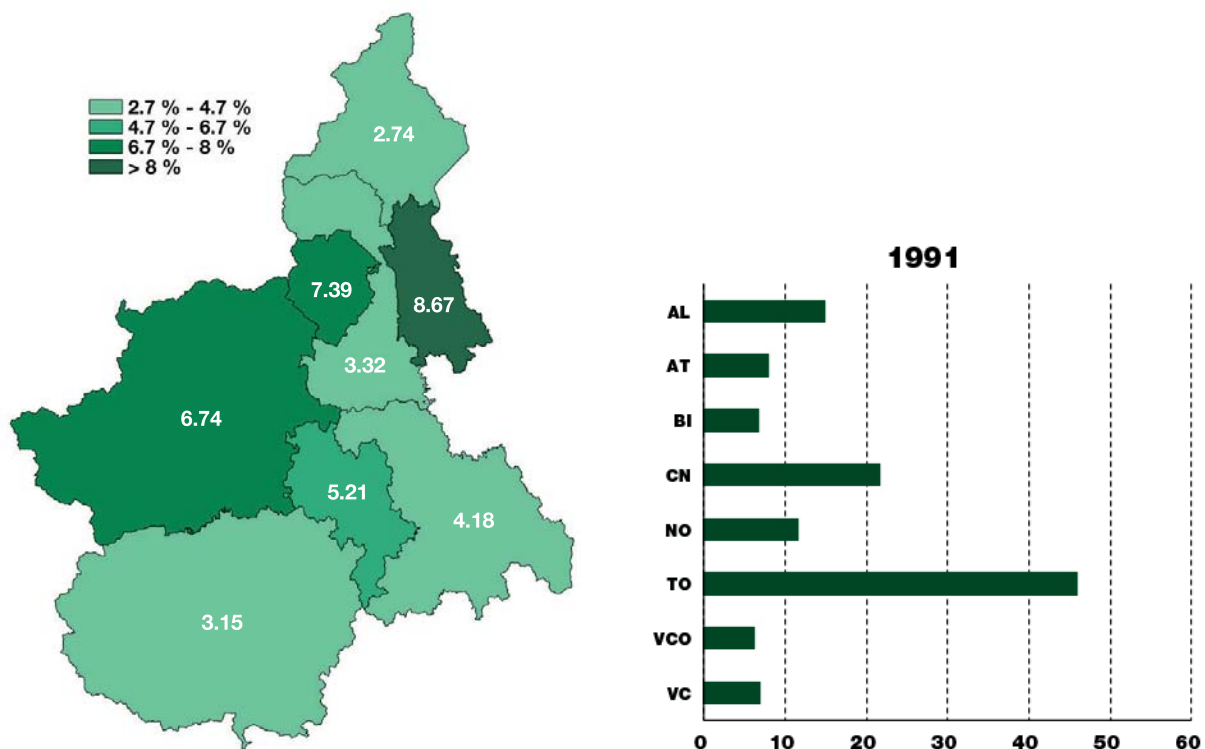 2.7 % - 4.7 %
4.7 % - 6.7 %
6.7 % - 8 %
> 8 %
2.74
7.39
8.67
3.32
6.74
5.21
4.18
3.15
1991
AL
AT
BI
CN
NO
TO
VCO
VC
0 10 20 30 40 50 60